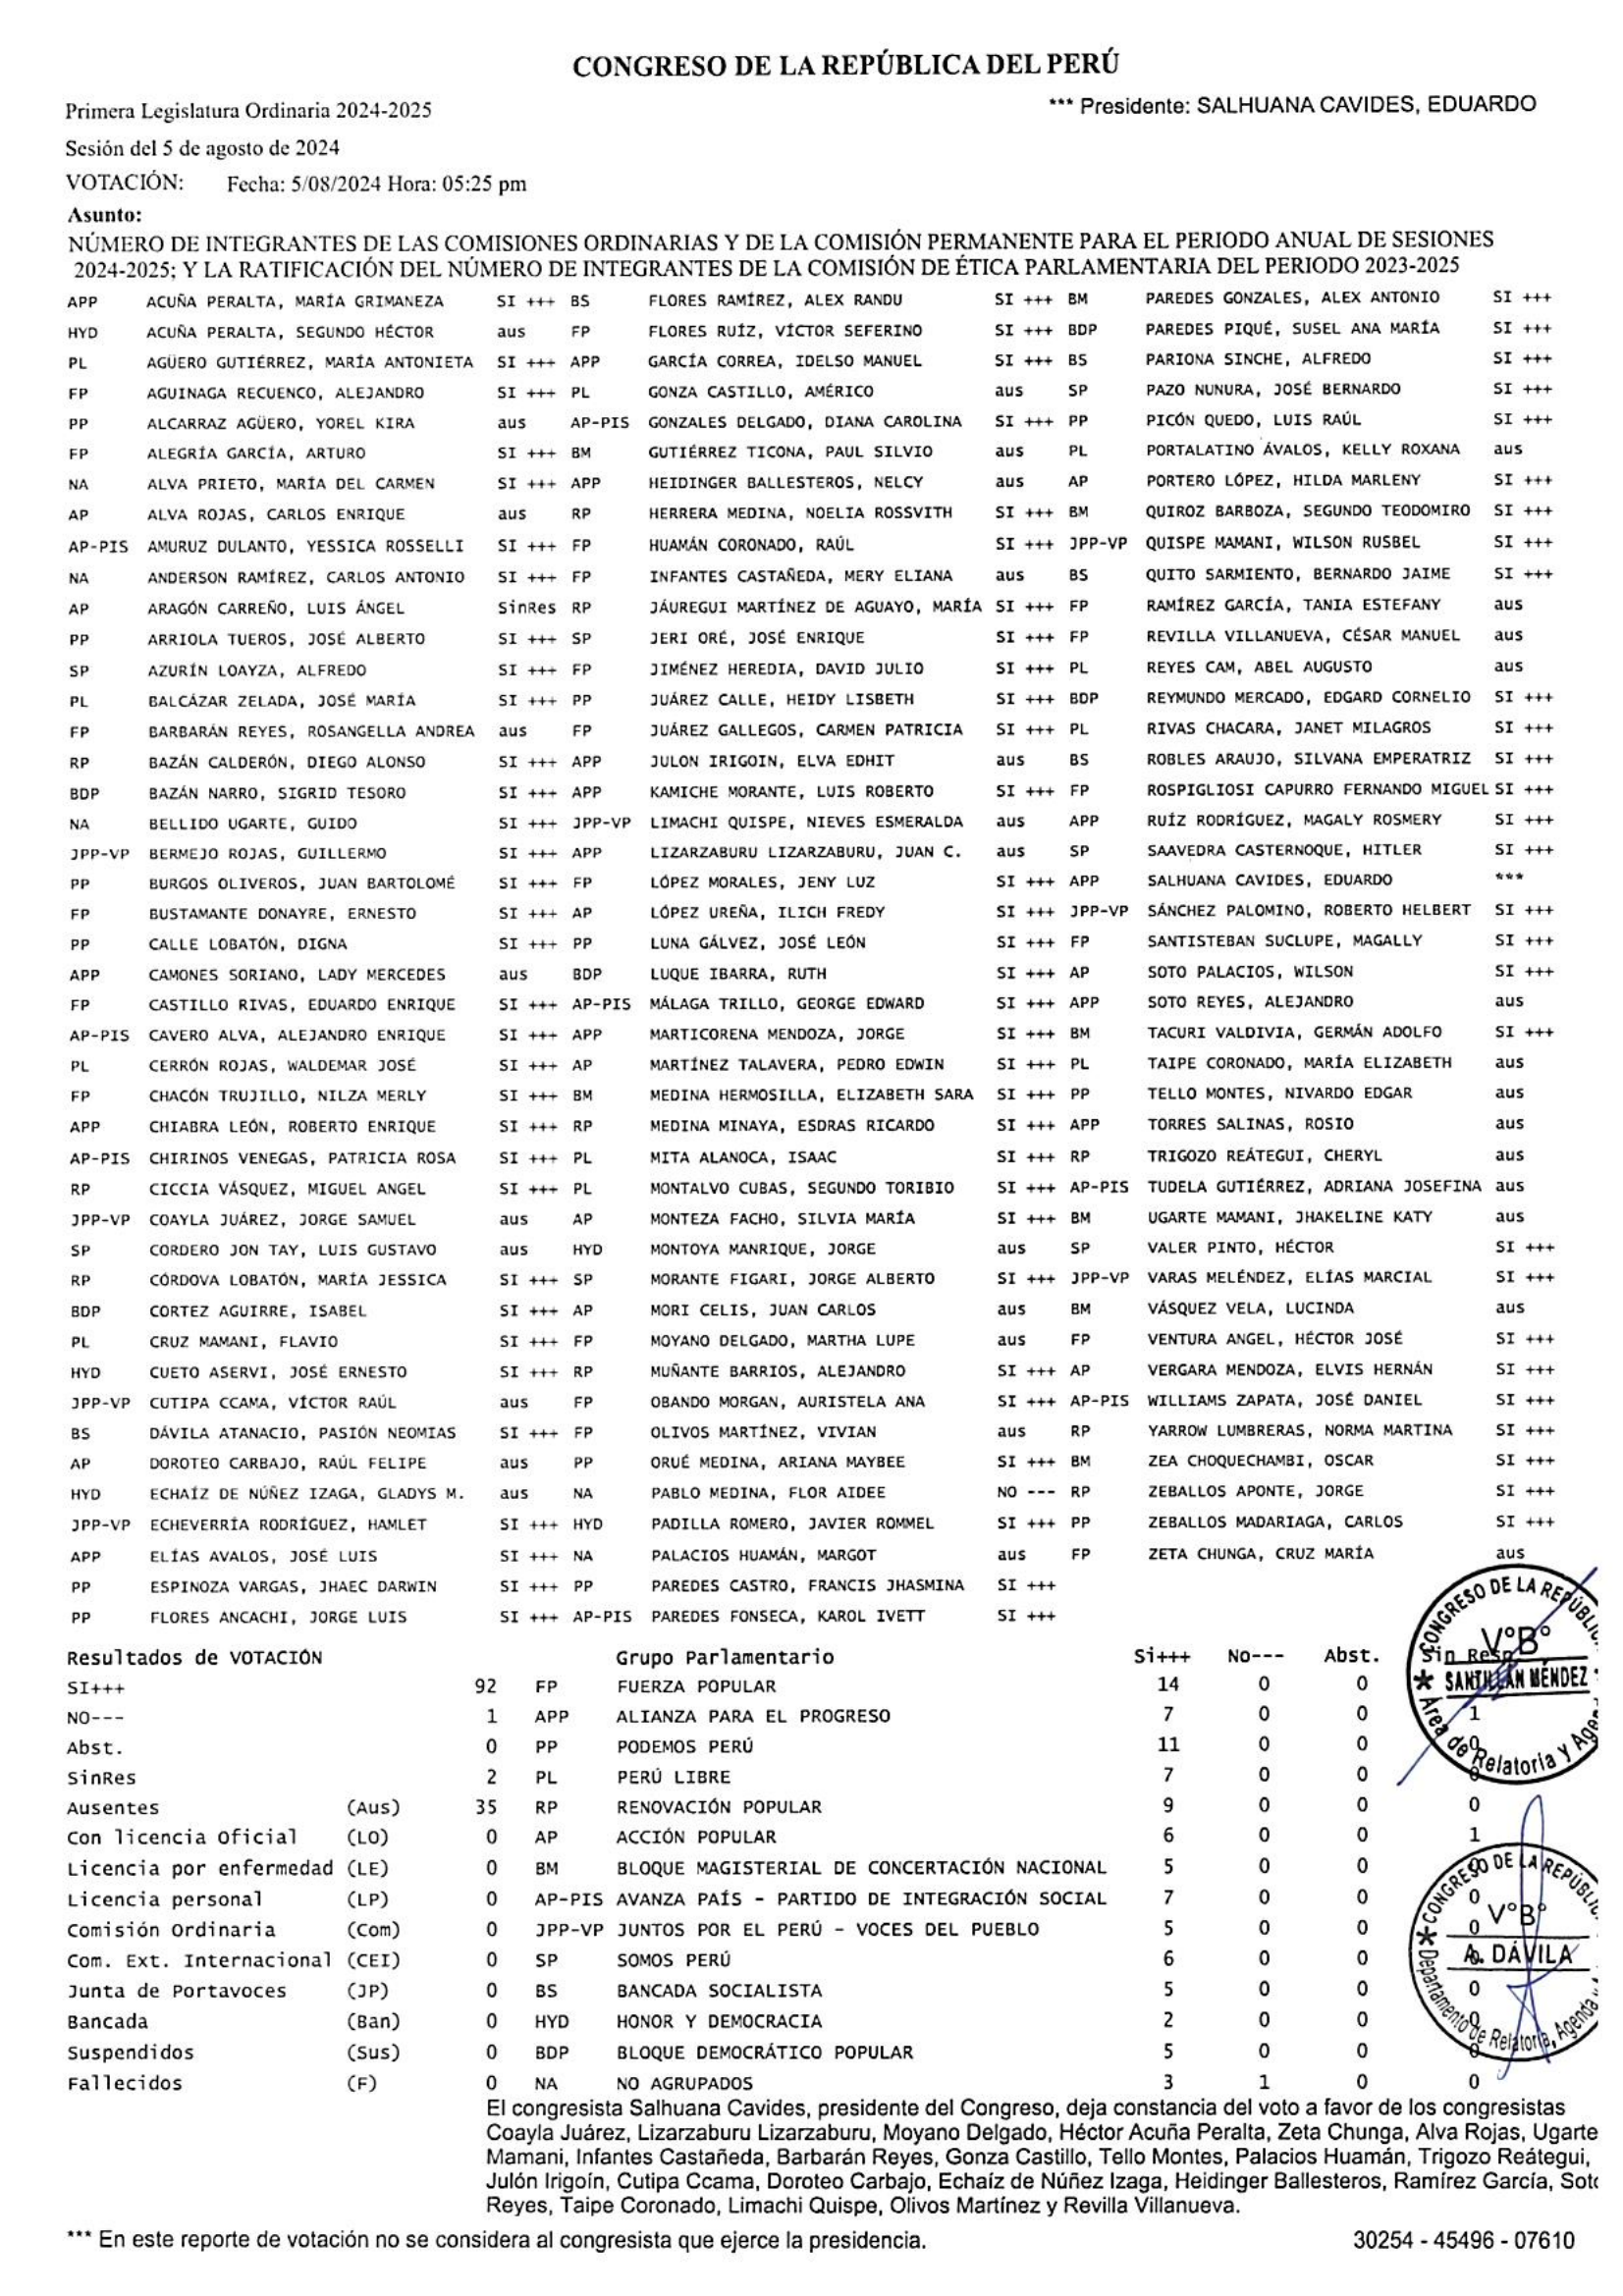 CONGRESO DE LA REPÚBLICA DEL PERÚ
Primera Legislatura Ordinaria 2024-2025 *** Presidente: SALHUANA CAVIDES, EDUARDO
Sesión del 5 de agosto de 2024
VOTACIÓN: Fecha: 5/08/2024 Hora: 05:25 pm
Asunto:
NÚMERO DE INTEGRANTES DE LAS COMISIONES ORDINARIAS Y DE LA COMISIÓN PERMANENTE PARA EL PERIODO ANUAL DE SESIONES
2024-2025; Y LA RATIFICACIÓN DEL NÚMERO DE INTEGRANTES DE LA COMISIÓN DE ÉTICA PARLAMENTARIA DEL PERIODO 2023-2025
APP ACUÑA PERALTA, MARÍA GRIMANEZA SI +++ BS FLORES RAMÍREZ, ALEX RANDU SI +++ BM PAREDES GONZALES, ALEX ANTONIO SI +++
HYD ACUÑA PERALTA, SEGUNDO HÉCTOR aus FP FLORES RUÍZ, VÍCTOR SEFERINO SI +++ BDP PAREDES PIQUÉ, SUSEL ANA MARÍA SI +++
PL AGÜERO GUTIÉRREZ, MARÍA ANTONIETA SI +++ APP GARCÍA CORREA, IDELSO MANUEL SI +++ BS PARIONA SINCHE, ALFREDO SI +++
FP AGUINAGA RECUENCO, ALEJANDRO SI +++ PL GONZA CASTILLO, AMÉRICO aus SP PAZO NUNURA, JOSÉ BERNARDO SI +++
PP ALCARRAZ AGÜERO, YOREL KIRA aus AP-PIS GONZALES DELGADO, DIANA CAROLINA SI +++ PP PICÓN QUEDO, LUIS RAÚL SI +++
FP ALEGRÍA GARCÍA, ARTURO SI +++ BM GUTIÉRREZ TICONA, PAUL SILVIO aus PL PORTALATINO ÁVALOS, KELLY ROXANA aus
NA ALVA PRIETO, MARÍA DEL CARMEN SI +++ APP HEIDINGER BALLESTEROS, NELCY aus AP PORTERO LÓPEZ, HILDA MARLENY SI +++
AP ALVA ROJAS, CARLOS ENRIQUE aus RP HERRERA MEDINA, NOELIA ROSSVITH SI +++ BM QUIROZ BARBOZA, SEGUNDO TEODOMIRO SI +++
AP-PIS AMURUZ DULANTO, YESSICA ROSSELLI SI +++ FP HUAMÁN CORONADO, RAÚL SI +++ JPP-VP QUISPE MAMANI, WILSON RUSBEL SI +++
NA ANDERSON RAMÍREZ, CARLOS ANTONIO SI +++ FP INFANTES CASTAÑEDA, MERY ELIANA aus BS QUITO SARMIENTO, BERNARDO JAIME SI +++
AP ARAGÓN CARREÑO, LUIS ÁNGEL SinRes RP JÁUREGUI MARTÍNEZ DE AGUAYO, MARÍA SI +++ FP RAMÍREZ GARCÍA, TANIA ESTEFANY aus
PP ARRIOLA TUEROS, JOSÉ ALBERTO SI +++ SP JERI ORÉ, JOSÉ ENRIQUE SI +++ FP REVILLA VILLANUEVA, CÉSAR MANUEL aus
SP AZURÍN LOAYZA, ALFREDO SI +++ FP JIMÉNEZ HEREDIA, DAVID JULIO SI +++ PL REYES CAM, ABEL AUGUSTO aus
PL BALCÁZAR ZELADA, JOSÉ MARÍA SI +++ PP JUÁREZ CALLE, HEIDY LISBETH SI +++ BDP REYMUNDO MERCADO, EDGARD CORNELIO SI +++
FP BARBARÁN REYES, ROSANGELLA ANDREA aus FP JUÁREZ GALLEGOS, CARMEN PATRICIA SI +++ PL RIVAS CHACARA, JANET MILAGROS SI +++
RP BAZÁN CALDERÓN, DIEGO ALONSO SI +++ APP JULON IRIGOIN, ELVA EDHIT aus BS ROBLES ARAUJO, SILVANA EMPERATRIZ SI +++
BDP BAZÁN NARRO, SIGRID TESORO SI +++ APP KAMICHE MORANTE, LUIS ROBERTO SI +++ FP ROSPIGLIOSI CAPURRO FERNANDO MIGUEL SI +++
NA BELLIDO UGARTE, GUIDO SI +++ JPP-VP LIMACHI QUISPE, NIEVES ESMERALDA aus APP RUÍZ RODRÍGUEZ, MAGALY ROSMERY SI +++
JPP-VP BERMEJO ROJAS, GUILLERMO SI +++ APP LIZARZABURU LIZARZABURU, JUAN C. aus SP SAAVEDRA CASTERNOQUE, HITLER SI +++
PP BURGOS OLIVEROS, JUAN BARTOLOMÉ SI +++ FP LÓPEZ MORALES, JENY LUZ SI +++ APP SALHUANA CAVIDES, EDUARDO ***
FP BUSTAMANTE DONAYRE, ERNESTO SI +++ AP LÓPEZ UREÑA, ILICH FREDY SI +++ JPP-VP SÁNCHEZ PALOMINO, ROBERTO HELBERT SI +++
PP CALLE LOBATÓN, DIGNA SI +++ PP LUNA GÁLVEZ, JOSÉ LEÓN SI +++ FP SANTISTEBAN SUCLUPE, MAGALLY SI +++
APP CAMONES SORIANO, LADY MERCEDES aus BDP LUQUE IBARRA, RUTH SI +++ AP SOTO PALACIOS, WILSON SI +++
FP CASTILLO RIVAS, EDUARDO ENRIQUE SI +++ AP-PIS MÁLAGA TRILLO, GEORGE EDWARD SI +++ APP SOTO REYES, ALEJANDRO aus
AP-PIS CAVERO ALVA, ALEJANDRO ENRIQUE SI +++ APP MARTICORENA MENDOZA, JORGE SI +++ BM TACURI VALDIVIA, GERMÁN ADOLFO SI +++
PL CERRÓN ROJAS, WALDEMAR JOSÉ SI +++ AP MARTÍNEZ TALAVERA, PEDRO EDWIN SI +++ PL TAIPE CORONADO, MARÍA ELIZABETH aus
FP CHACÓN TRUJILLO, NILZA MERLY SI +++ BM MEDINA HERMOSILLA, ELIZABETH SARA SI +++ PP TELLO MONTES, NIVARDO EDGAR aus
APP CHIABRA LEÓN, ROBERTO ENRIQUE SI +++ RP MEDINA MINAYA, ESDRAS RICARDO SI +++ APP TORRES SALINAS, ROSIO aus
AP-PIS CHIRINOS VENEGAS, PATRICIA ROSA SI +++ PL MITA ALANOCA, ISAAC SI +++ RP TRIGOZO REÁTEGUI, CHERYL aus
RP CICCIA VÁSQUEZ, MIGUEL ANGEL SI +++ PL MONTALVO CUBAS, SEGUNDO TORIBIO SI +++ AP-PIS TUDELA GUTIÉRREZ, ADRIANA JOSEFINA aus
JPP-VP COAYLA JUÁREZ, JORGE SAMUEL aus AP MONTEZA FACHO, SILVIA MARÍA SI +++ BM UGARTE MAMANI, JHAKELINE KATY aus
SP CORDERO JON TAY, LUIS GUSTAVO aus HYD MONTOYA MANRIQUE, JORGE aus SP VALER PINTO, HÉCTOR SI +++
RP CÓRDOVA LOBATÓN, MARÍA JESSICA SI +++ SP MORANTE FIGARI, JORGE ALBERTO SI +++ JPP-VP VARAS MELÉNDEZ, ELÍAS MARCIAL SI +++
BDP CORTEZ AGUIRRE, ISABEL SI +++ AP MORI CELIS, JUAN CARLOS aus BM VÁSQUEZ VELA, LUCINDA aus
PL CRUZ MAMANI, FLAVIO SI +++ FP MOYANO DELGADO, MARTHA LUPE aus FP VENTURA ANGEL, HÉCTOR JOSÉ SI +++
HYD CUETO ASERVI, JOSÉ ERNESTO SI +++ RP MUÑANTE BARRIOS, ALEJANDRO SI +++ AP VERGARA MENDOZA, ELVIS HERNÁN SI +++
JPP-VP CUTIPA CCAMA, VÍCTOR RAÚL aus FP OBANDO MORGAN, AURISTELA ANA SI +++ AP-PIS WILLIAMS ZAPATA, JOSÉ DANIEL SI +++
BS DÁVILA ATANACIO, PASIÓN NEOMIAS SI +++ FP OLIVOS MARTÍNEZ, VIVIAN aus RP YARROW LUMBRERAS, NORMA MARTINA SI +++
AP DOROTEO CARBAJO, RAÚL FELIPE aus PP ORUÉ MEDINA, ARIANA MAYBEE SI +++ BM ZEA CHOQUECHAMBI, OSCAR SI +++
HYD ECHAÍZ DE NÚÑEZ IZAGA, GLADYS M. aus NA PABLO MEDINA, FLOR AIDEE NO --- RP ZEBALLOS APONTE, JORGE SI +++
JPP-VP ECHEVERRÍA RODRÍGUEZ, HAMLET SI +++ HYD PADILLA ROMERO, JAVIER ROMMEL SI +++ PP ZEBALLOS MADARIAGA, CARLOS SI +++
APP ELÍAS AVALOS, JOSÉ LUIS SI +++ NA PALACIOS HUAMÁN, MARGOT aus FP ZETA CHUNGA, CRUZ MARÍA aus
PP ESPINOZA VARGAS, JHAEC DARWIN SI +++ PP PAREDES CASTRO, FRANCIS JHASMINA SI +++
PP FLORES ANCACHI, JORGE LUIS SI +++ AP-PIS PAREDES FONSECA, KAROL IVETT SI +++
Resultados de VOTACIÓN Grupo Parlamentario Si+++ No--- Abst. Sin Resp
SI+++ 92 FP FUERZA POPULAR 14 0 0
NO--- 1 APP ALIANZA PARA EL PROGRESO 7 0 0 1
Abst. 0 PP PODEMOS PERÚ 11 0 0 0
SinRes 2 PL PERÚ LIBRE 7 0 0 0
Ausentes (Aus) 35 RP RENOVACIÓN POPULAR 9 0 0 0
Con licencia Oficial (LO) 0 AP ACCIÓN POPULAR 6 0 0 1
Licencia por enfermedad (LE) 0 BM BLOQUE MAGISTERIAL DE CONCERTACIÓN NACIONAL 5 0 0 0
Licencia personal (LP) 0 AP-PIS AVANZA PAÍS - PARTIDO DE INTEGRACIÓN SOCIAL 7 0 0 0
Comisión Ordinaria (Com) 0 JPP-VP JUNTOS POR EL PERÚ - VOCES DEL PUEBLO 5 0 0 0
Com. Ext. Internacional (CEI) 0 SP SOMOS PERÚ 6 0 0 0
Junta de Portavoces (JP) 0 BS BANCADA SOCIALISTA 5 0 0 0
Bancada (Ban) 0 HYD HONOR Y DEMOCRACIA 2 0 0 0
Suspendidos (Sus) 0 BDP BLOQUE DEMOCRÁTICO POPULAR 5 0 0 0
Fallecidos (F) 0 NA NO AGRUPADOS 3 1 0 0
CONGRESO DE LA REPÚBLIC
V°B°
SANTILLÁN MÉNDEZ
Área de Relatoría y Age
CONGRESO DE LA REPÚBLIC
V°B°
A. DÁVILA
Departamento de Relatoría, Agenda
El congresista Salhuana Cavides, presidente del Congreso, deja constancia del voto a favor de los congresistas
Coayla Juárez, Lizarzaburu Lizarzaburu, Moyano Delgado, Héctor Acuña Peralta, Zeta Chunga, Alva Rojas, Ugarte
Mamani, Infantes Castañeda, Barbarán Reyes, Gonza Castillo, Tello Montes, Palacios Huamán, Trigozo Reátegui,
Julón Irigoín, Cutipa Ccama, Doroteo Carbajo, Echaíz de Núñez Izaga, Heidinger Ballesteros, Ramírez García, Soto
Reyes, Taipe Coronado, Limachi Quispe, Olivos Martínez y Revilla Villanueva.
*** En este reporte de votación no se considera al congresista que ejerce la presidencia. 30254 - 45496 - 07610